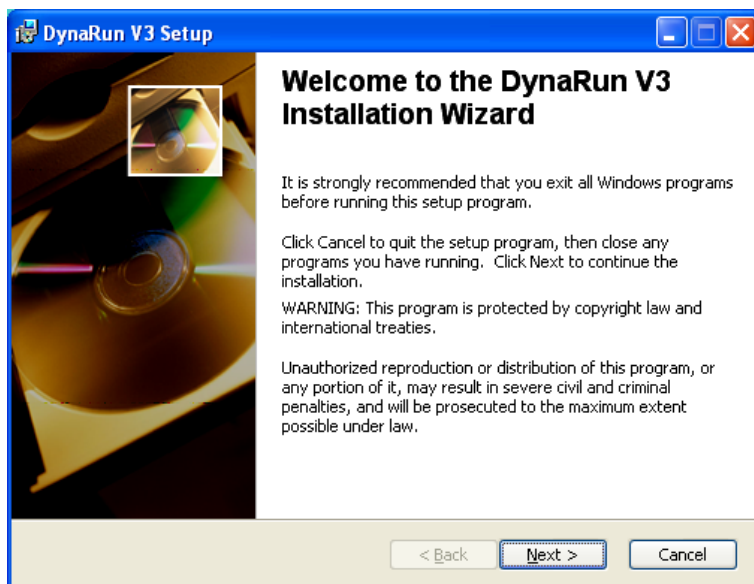 DynaRun V3 Setup
Welcome to the DynaRun V3
Installation Wizard
It is strongly recommended that you exit all Windows programs
before running this setup program.
Click Cancel to quit the setup program, then close any
programs you have running.  Click Next to continue the
installation.
WARNING: This program is protected by copyright law and
international treaties.
Unauthorized reproduction or distribution of this program, or
any portion of it, may result in severe civil and criminal
penalties, and will be prosecuted to the maximum extent
possible under law.
< Back
Next >
Cancel